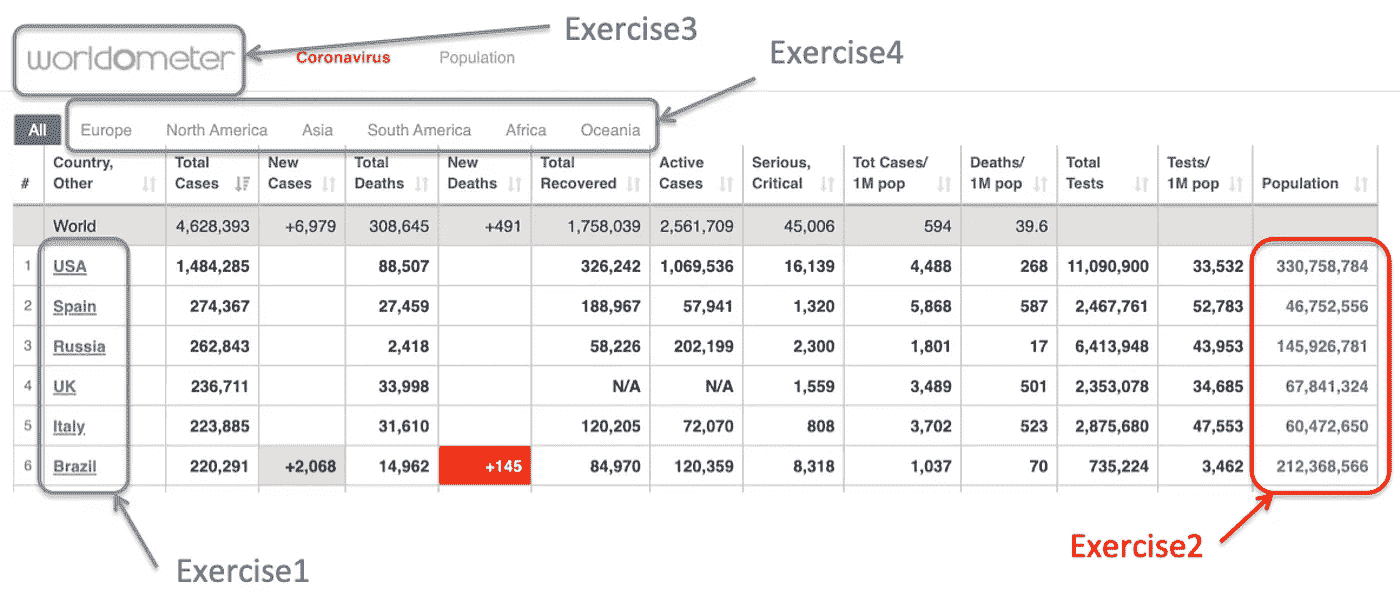 Exercise3
worldometer Coronavirus Population
Exercise4
All Europe North America Asia South America Africa Oceania
# Country, Other Total Cases New Cases Total Deaths New Deaths Total Recovered Active Cases Serious, Critical Tot Cases/ 1M pop Deaths/ 1M pop Total Tests Tests/ 1M pop Population
World 4,628,393 +6,979 308,645 +491 1,758,039 2,561,709 45,006 594 39.6
1 USA 1,484,285 88,507 326,242 1,069,536 16,139 4,488 268 11,090,900 33,532 330,758,784
2 Spain 274,367 27,459 188,967 57,941 1,320 5,868 587 2,467,761 52,783 46,752,556
3 Russia 262,843 2,418 58,226 202,199 2,300 1,801 17 6,413,948 43,953 145,926,781
4 UK 236,711 33,998 N/A N/A 1,559 3,489 501 2,353,078 34,685 67,841,324
5 Italy 223,885 31,610 120,205 72,070 808 3,702 523 2,875,680 47,553 60,472,650
6 Brazil 220,291 +2,068 14,962 +145 84,970 120,359 8,318 1,037 70 735,224 3,462 212,368,566
Exercise2
Exercise1